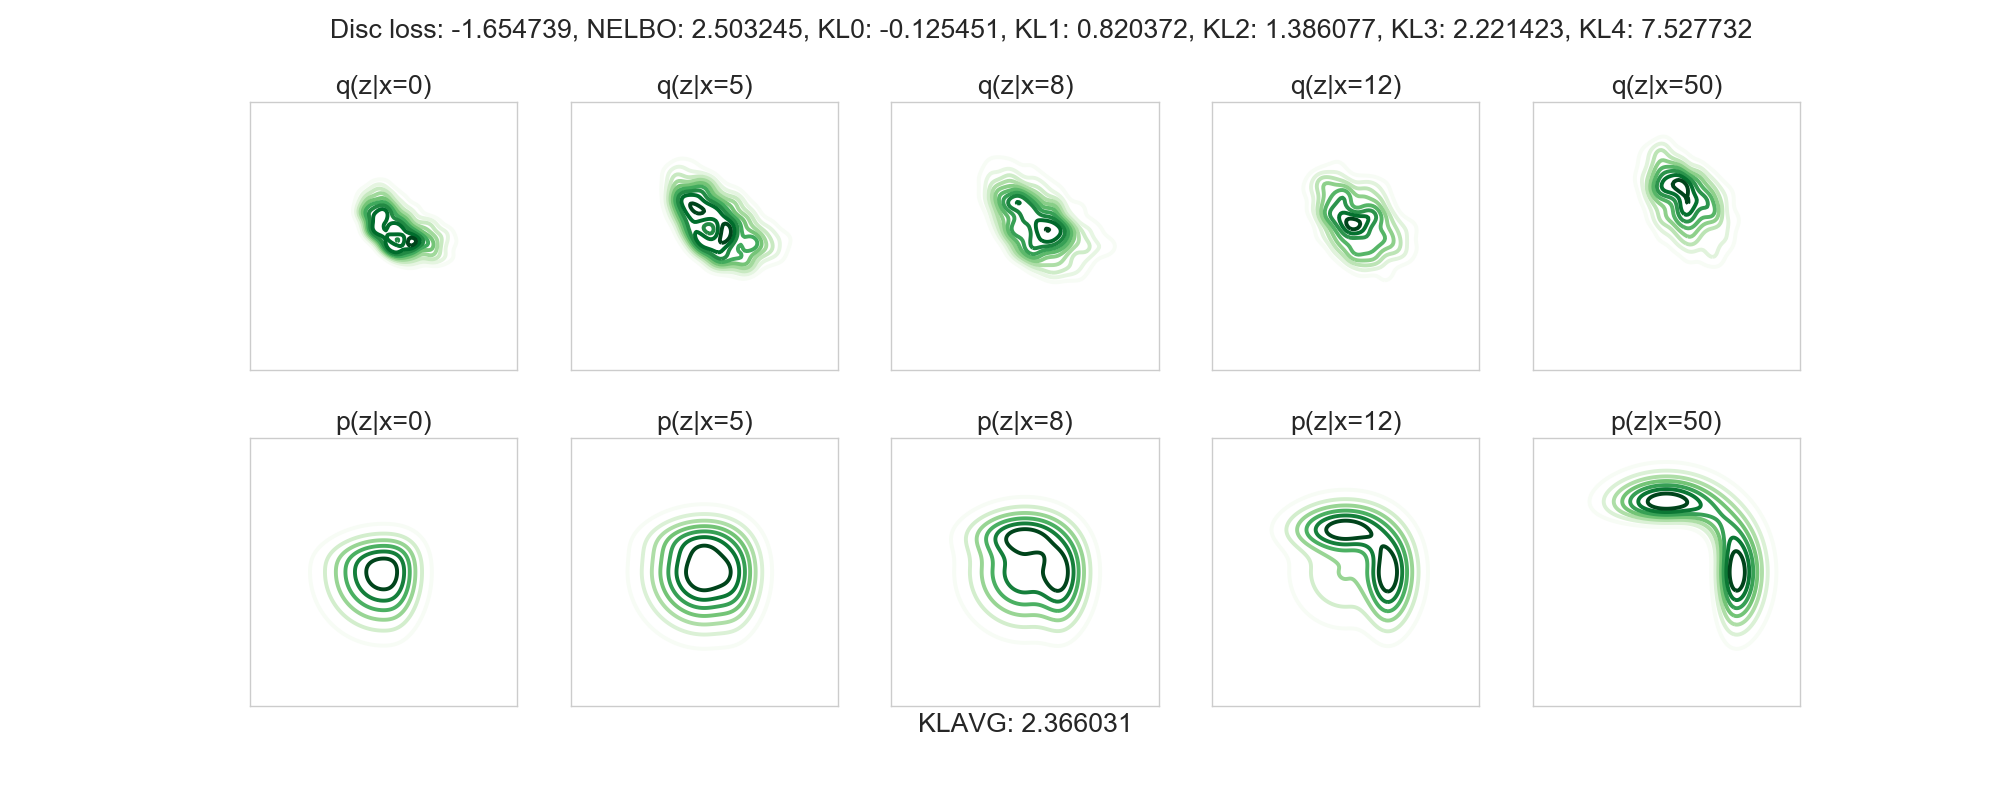 Disc loss: -1.654739, NELBO: 2.503245, KL0: -0.125451, KL1: 0.820372, KL2: 1.386077, KL3: 2.221423, KL4: 7.527732
q(z|x=0) q(z|x=5) q(z|x=8) q(z|x=12) q(z|x=50)
p(z|x=0) p(z|x=5) p(z|x=8) p(z|x=12) p(z|x=50)
KLAVG: 2.366031